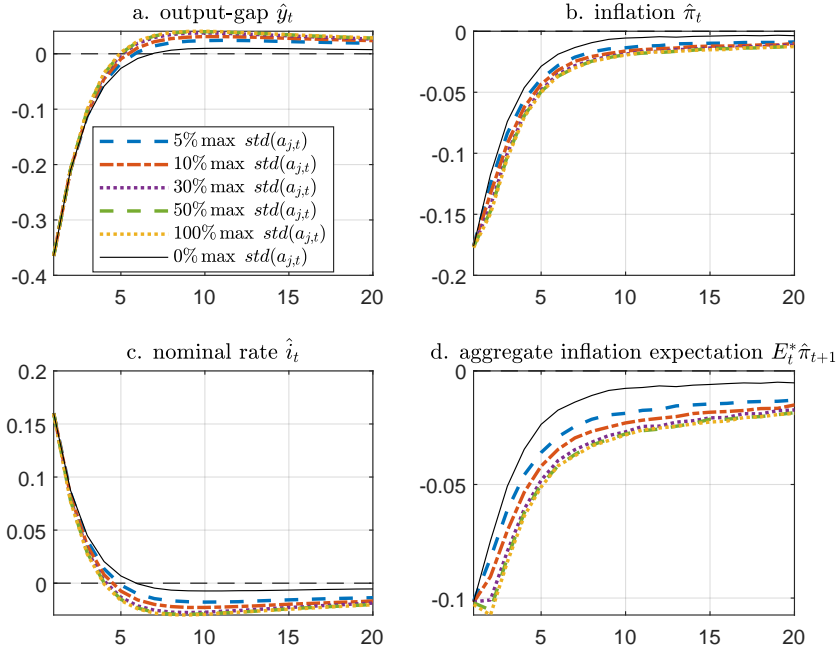 a. output-gap ŷ_t
0
-0.1
-0.2
-0.3
-0.4
5% max std(a_{j,t})
10% max std(a_{j,t})
30% max std(a_{j,t})
50% max std(a_{j,t})
100% max std(a_{j,t})
0% max std(a_{j,t})
5 10 15 20
b. inflation π̂_t
0
-0.05
-0.1
-0.15
-0.2
5 10 15 20
c. nominal rate î_t
0.2
0.15
0.1
0.05
0
5 10 15 20
d. aggregate inflation expectation E_t^* π̂_{t+1}
0
-0.05
-0.1
5 10 15 20